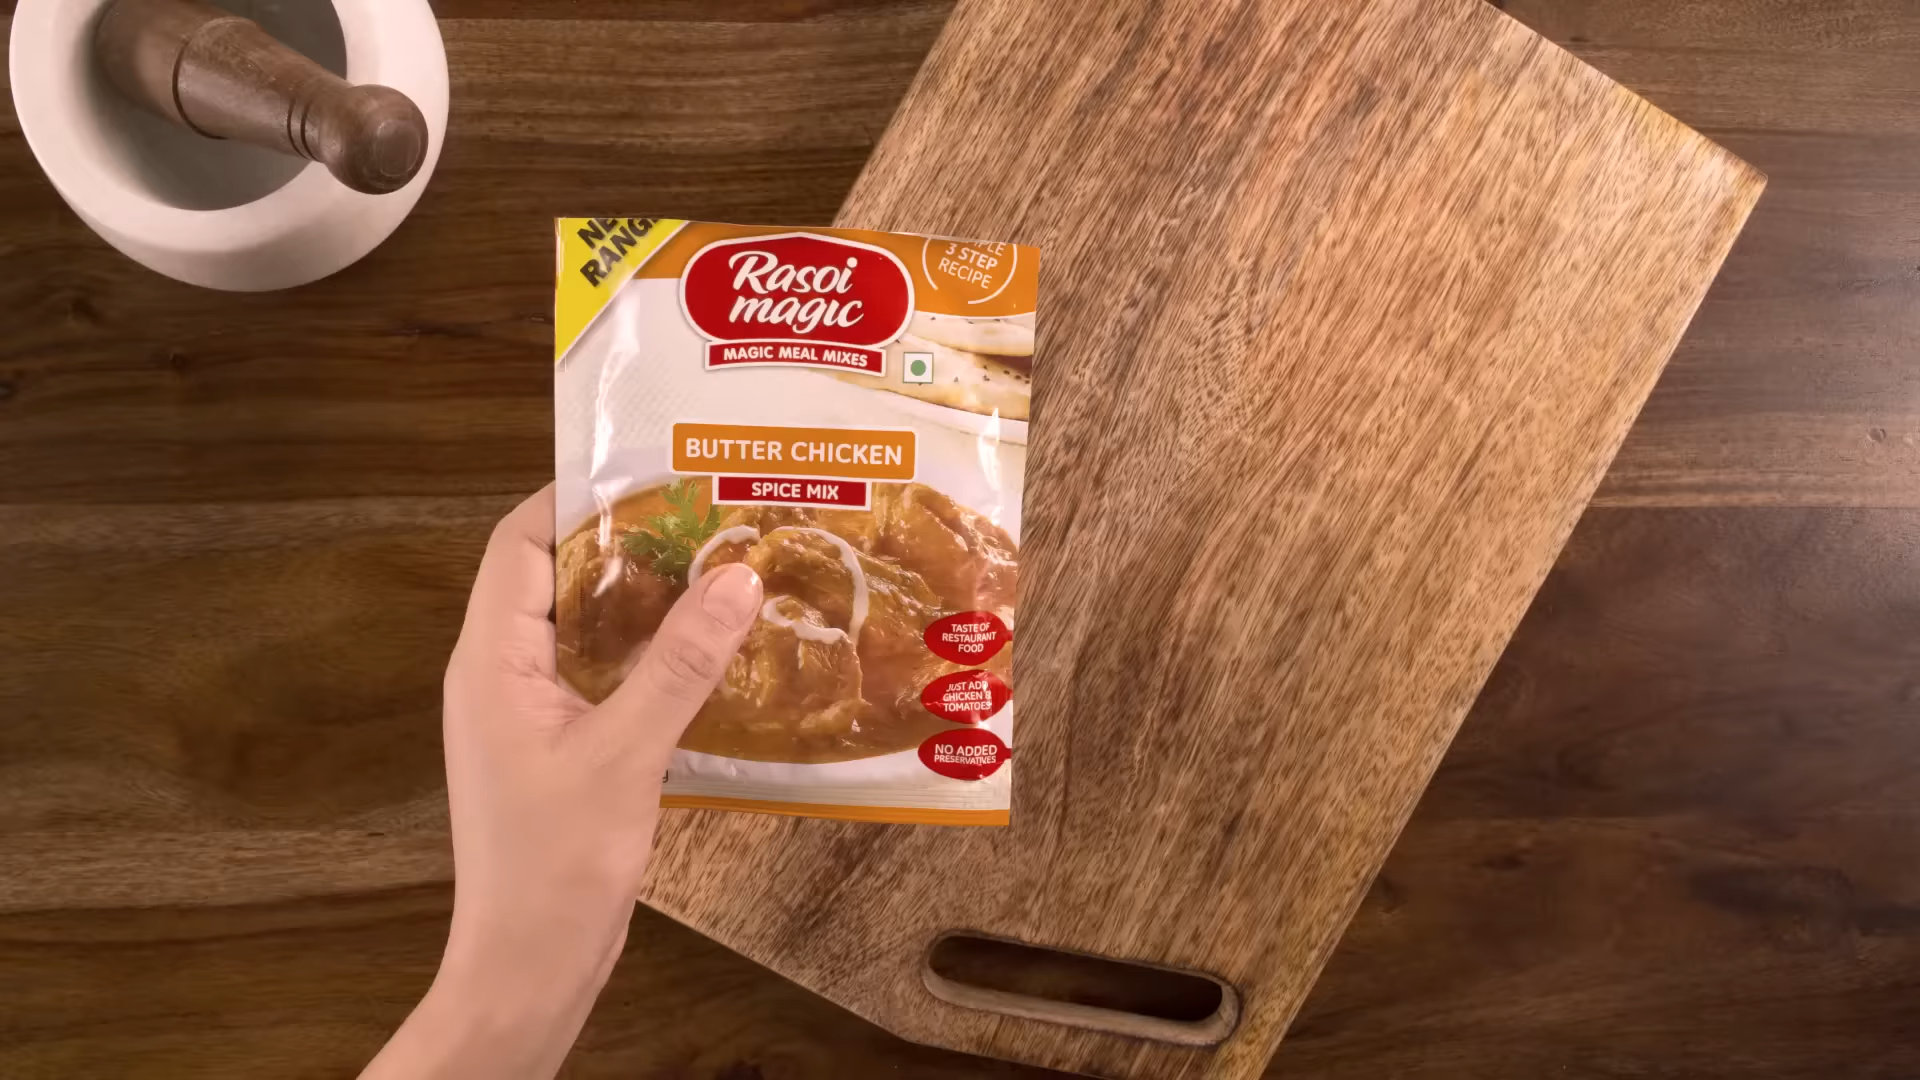 RANGE
Rasoi
magic
MAGIC MEAL MIXES
3 STEP
RECIPE
BUTTER CHICKEN
SPICE MIX
TASTE OF
RESTAURANT
FOOD
JUST ADD
CHICKEN &
TOMATOES
NO ADDED
PRESERVATIVES